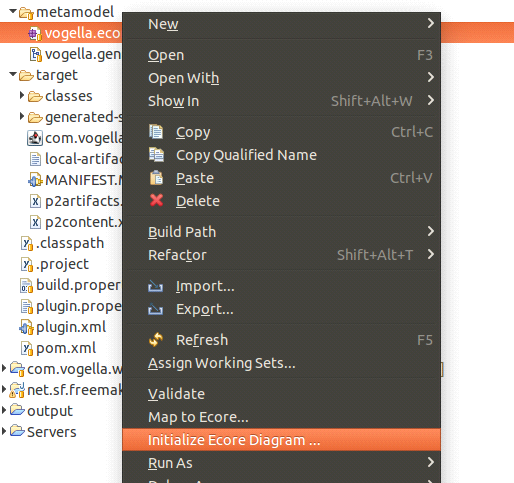 metamodel
vogella.eco
vogella.gen
target
classes
generated-s
com.vogella
local-artifac
MANIFEST.M
p2artifacts.
p2content.x
.classpath
.project
build.proper
plugin.prope
plugin.xml
pom.xml
com.vogella.w
net.sf.freemak
output
Servers
New
Open F3
Open With
Show In Shift+Alt+W
Copy Ctrl+C
Copy Qualified Name
Paste Ctrl+V
Delete
Build Path
Refactor Shift+Alt+T
Import...
Export...
Refresh F5
Assign Working Sets...
Validate
Map to Ecore...
Initialize Ecore Diagram ...
Run As